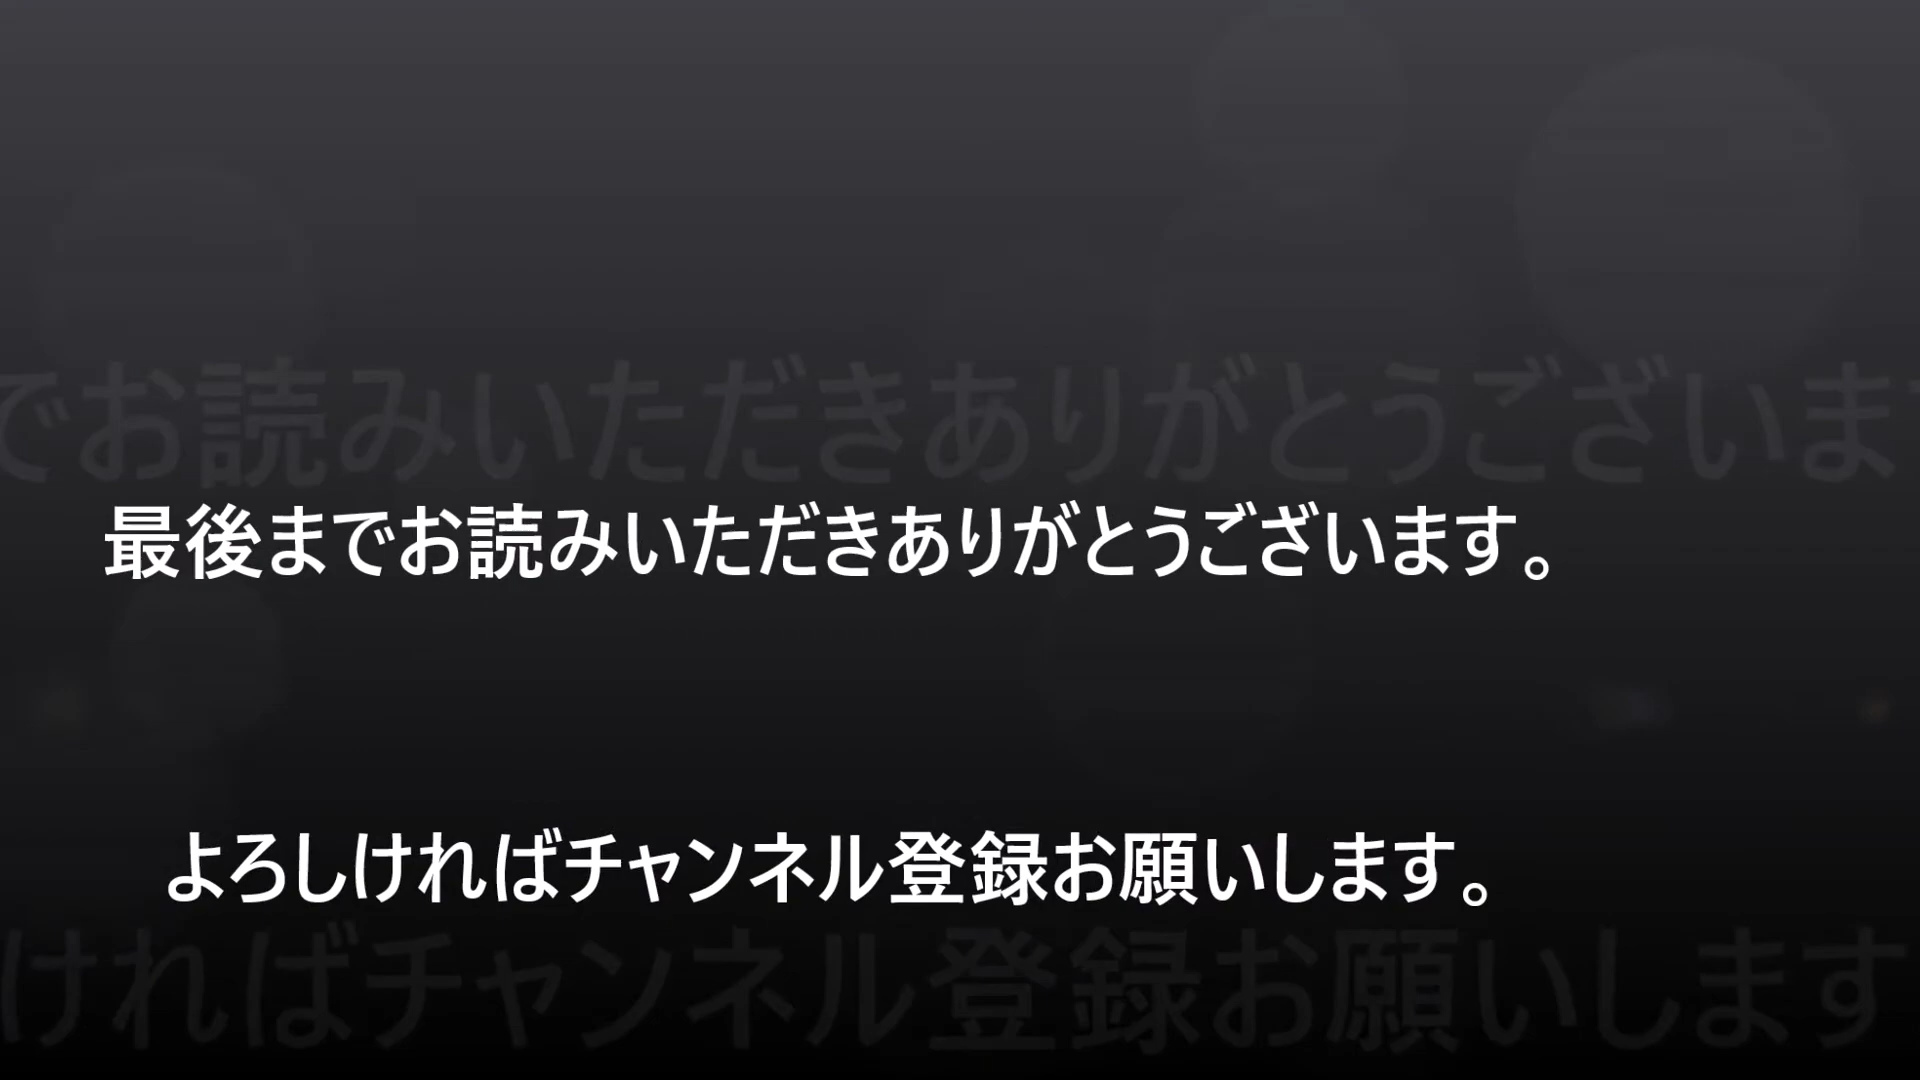 でお読みいただきありがとうございます
最後までお読みいただきありがとうございます。
よろしければチャンネル登録お願いします。
ければチャンネル登録お願いします